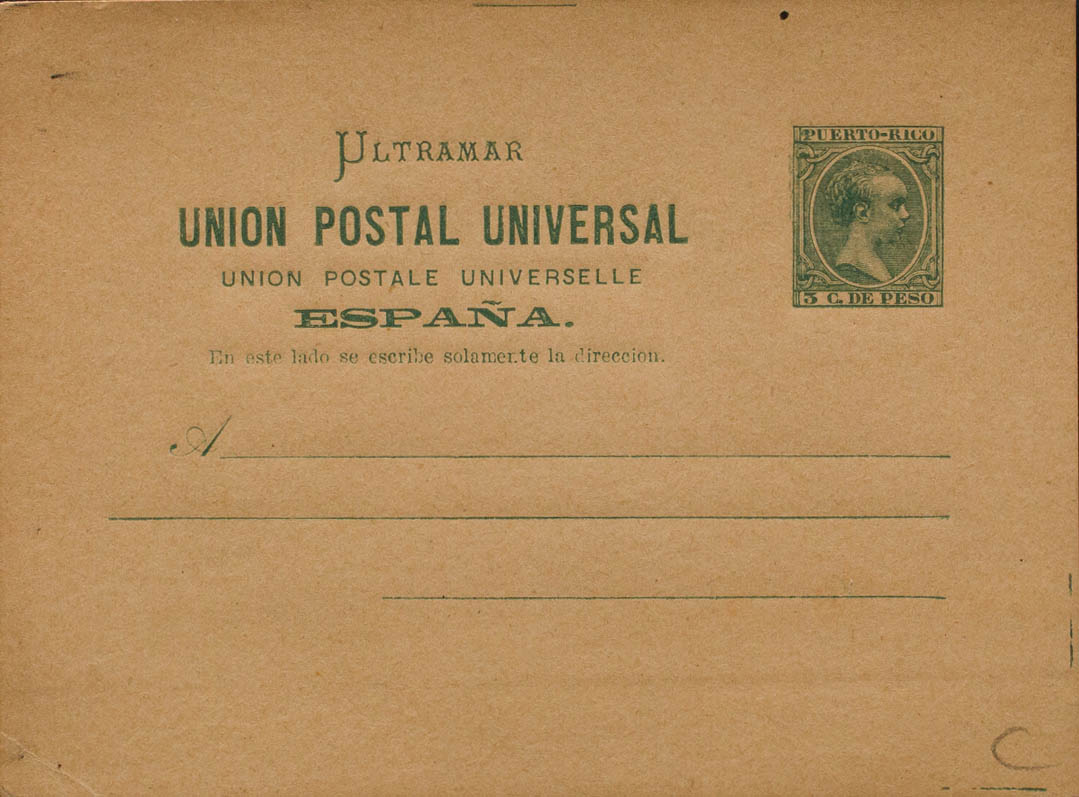 ULTRAMAR
UNION POSTAL UNIVERSAL
UNION POSTALE UNIVERSELLE
ESPAÑA.
En este lado se escribe solamente la direccion.
PUERTO-RICO
3 C. DE PESO
A
C